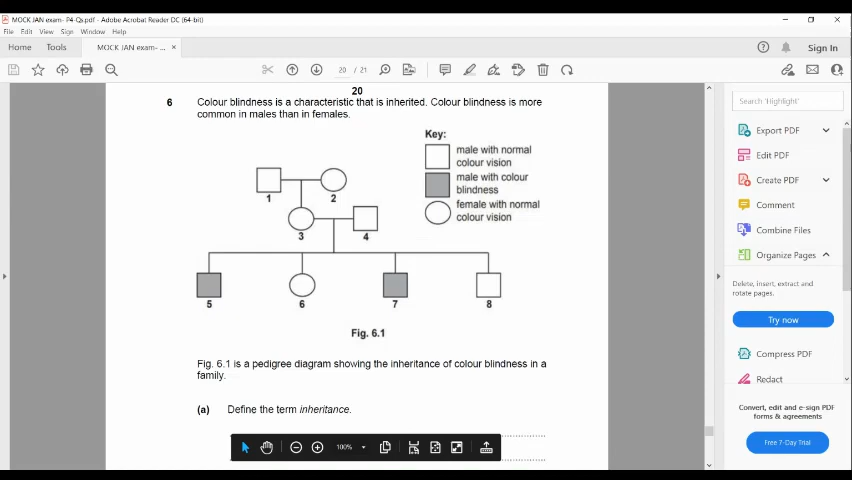 MOCK JAN exam- P4-Qs.pdf - Adobe Acrobat Reader DC (64-bit)
File Edit View Sign Window Help
Home Tools MOCK JAN exam- ... × Sign In
20 / 21
Search 'Highlight'
20
6 Colour blindness is a characteristic that is inherited. Colour blindness is more
common in males than in females.
Key:
male with normal
colour vision
male with colour
blindness
female with normal
colour vision
1 2
3 4
5 6 7 8
Fig. 6.1
Fig. 6.1 is a pedigree diagram showing the inheritance of colour blindness in a
family.
(a) Define the term inheritance.
100%
Export PDF
Edit PDF
Create PDF
Comment
Combine Files
Organize Pages
Delete, insert, extract and
rotate pages.
Try now
Compress PDF
Redact
Convert, edit and e-sign PDF
forms & agreements
Free 7-Day Trial